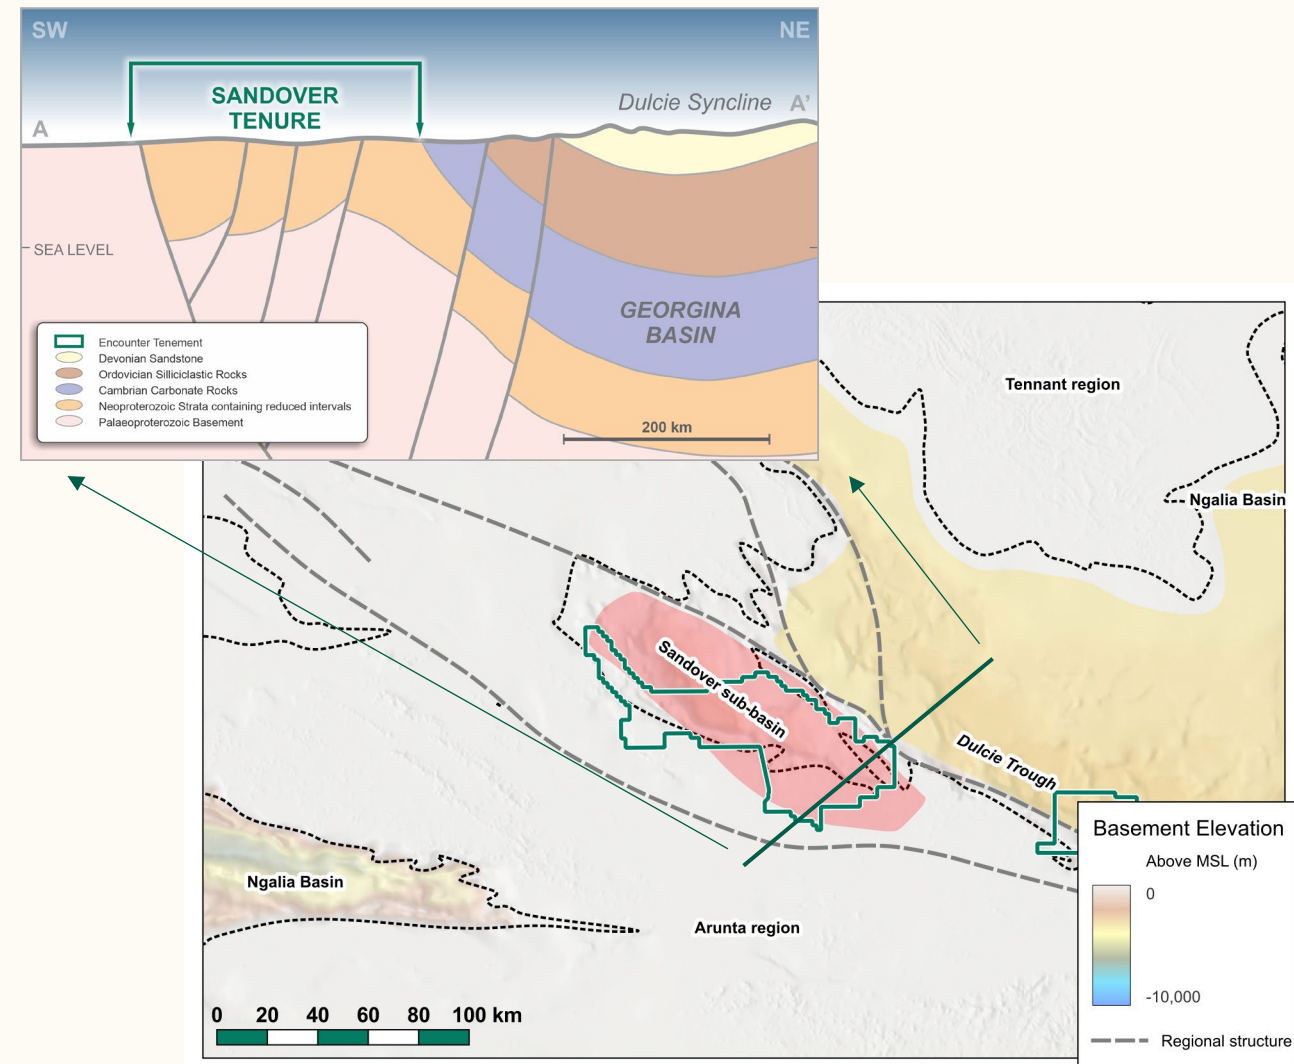 SW
NE
SANDOVER
TENURE
Dulcie Syncline
A'
A
SEA LEVEL
GEORGINA
BASIN
Encounter Tenement
Devonian Sandstone
Ordovician Silliciclastic Rocks
Cambrian Carbonate Rocks
Neoproterozoic Strata containing reduced intervals
Palaeoproterozoic Basement
200 km
Tennant region
Ngalia Basin
Sandover sub-basin
Dulcie Trough
Ngalia Basin
Arunta region
0 20 40 60 80 100 km
Basement Elevation
Above MSL (m)
0
-10,000
Regional structure